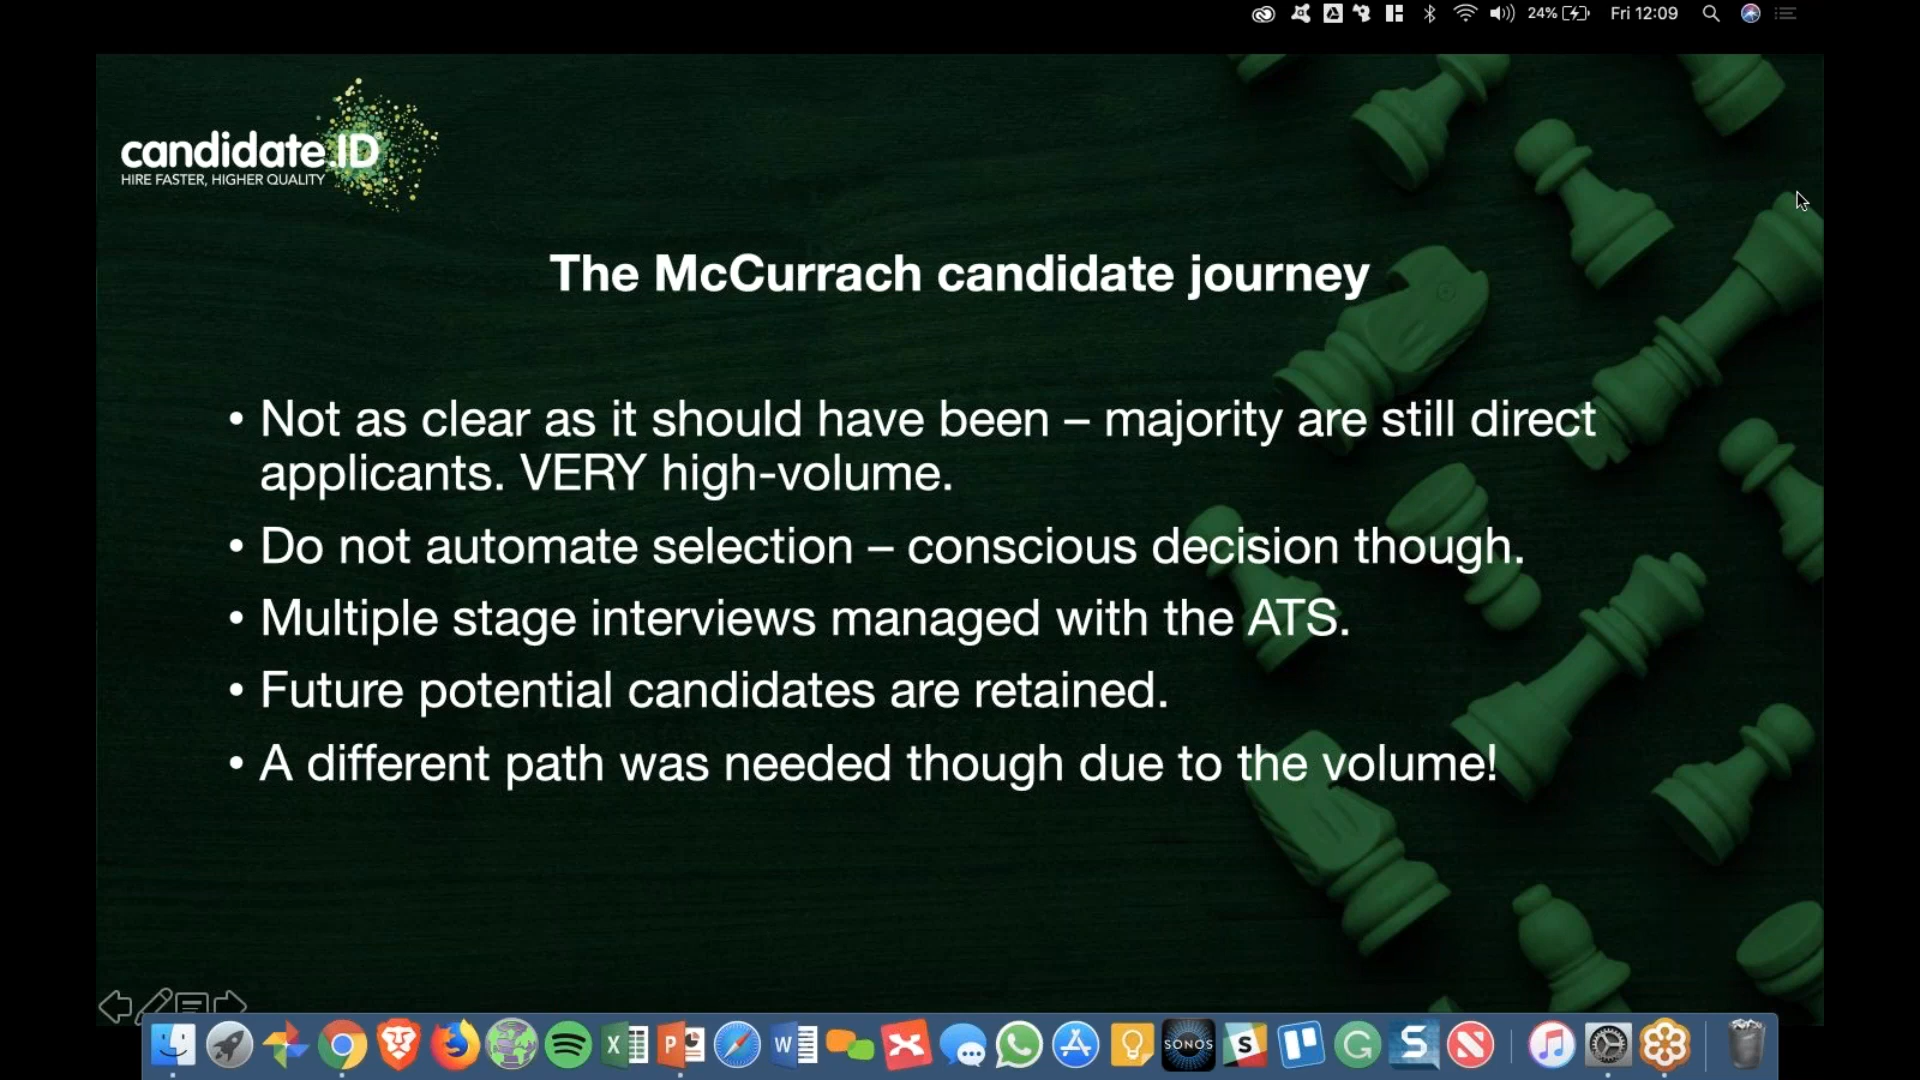 24% Fri 12:09
candidate.ID
HIRE FASTER, HIGHER QUALITY
The McCurrach candidate journey
• Not as clear as it should have been – majority are still direct
applicants. VERY high-volume.
• Do not automate selection – conscious decision though.
• Multiple stage interviews managed with the ATS.
• Future potential candidates are retained.
• A different path was needed though due to the volume!
X P W SONOS S G S N